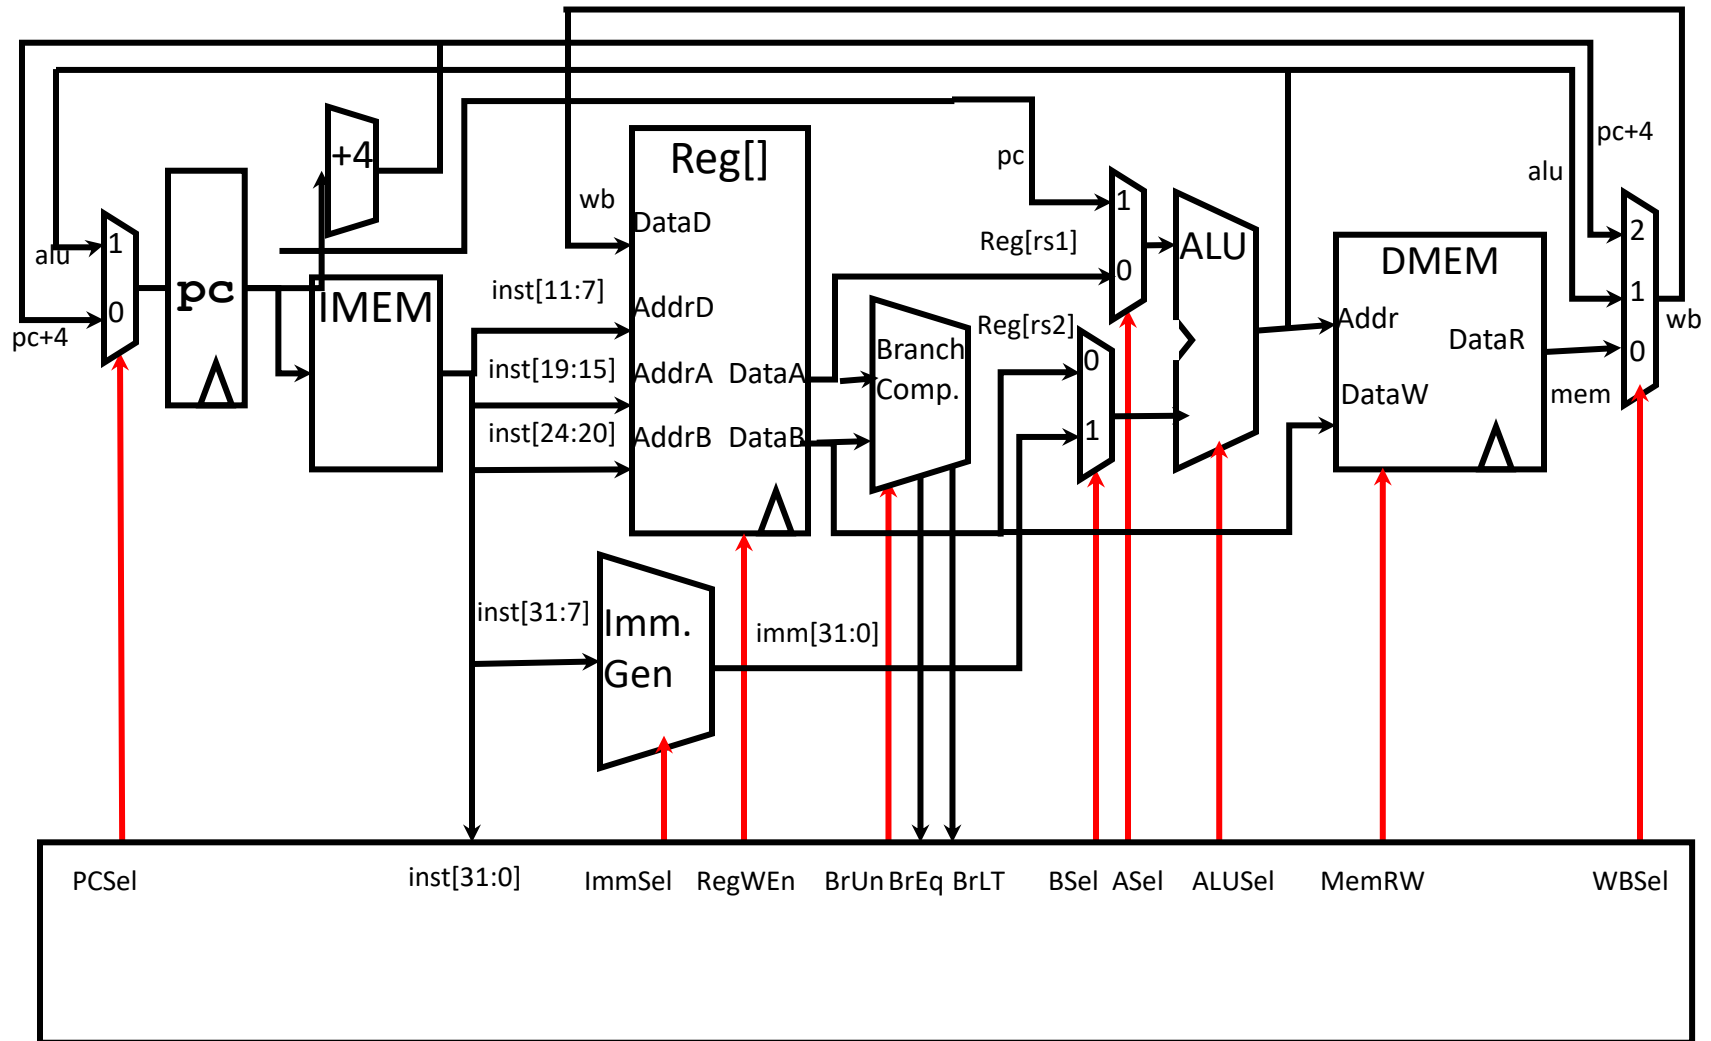 pc+4
alu
+4
Reg[]
pc
alu
wb
DataD
1
Reg[rs1]
ALU
2
alu
1
0
DMEM
pc
IMEM
inst[11:7]
AddrD
0
Reg[rs2]
Addr
1
wb
0
pc+4
Branch
Comp.
0
DataR
inst[19:15]
AddrA
DataA
DataW
mem
inst[24:20]
AddrB
DataB
1
inst[31:7]
Imm.
Gen
imm[31:0]
PCSel
inst[31:0]
ImmSel
RegWEn
BrUn
BrEq
BrLT
BSel
ASel
ALUSel
MemRW
WBSel